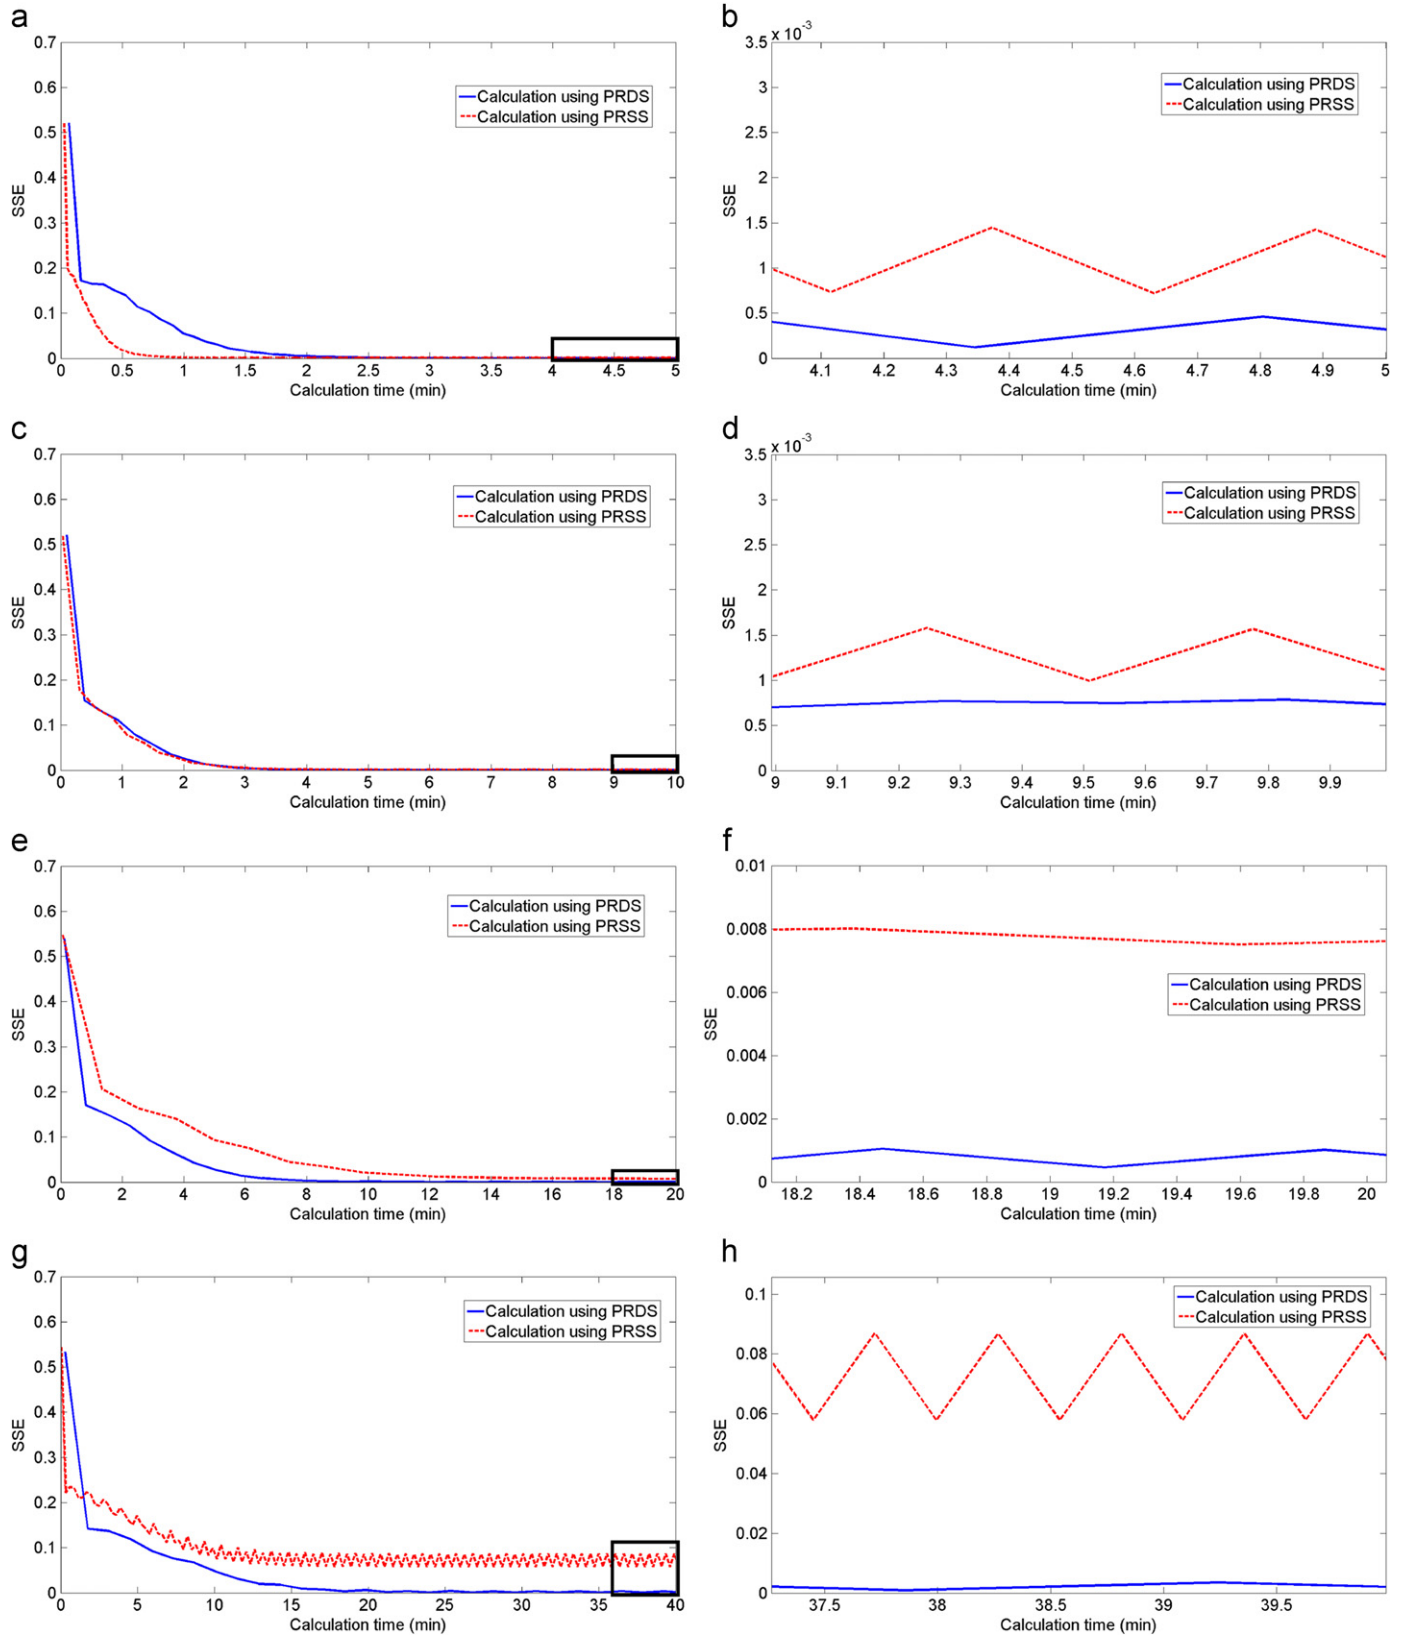 a
0.7
0.6
0.5
0.4
0.3
0.2
0.1
0
SSE
Calculation using PRDS
Calculation using PRSS
0 0.5 1 1.5 2 2.5 3 3.5 4 4.5 5
Calculation time (min)
b
x 10-3
3.5
3
2.5
2
1.5
1
0.5
0
SSE
Calculation using PRDS
Calculation using PRSS
4.1 4.2 4.3 4.4 4.5 4.6 4.7 4.8 4.9 5
Calculation time (min)
c
0.7
0.6
0.5
0.4
0.3
0.2
0.1
0
SSE
Calculation using PRDS
Calculation using PRSS
0 1 2 3 4 5 6 7 8 9 10
Calculation time (min)
d
x 10-3
3.5
3
2.5
2
1.5
1
0.5
0
SSE
Calculation using PRDS
Calculation using PRSS
9 9.1 9.2 9.3 9.4 9.5 9.6 9.7 9.8 9.9
Calculation time (min)
e
0.7
0.6
0.5
0.4
0.3
0.2
0.1
0
SSE
Calculation using PRDS
Calculation using PRSS
0 2 4 6 8 10 12 14 16 18 20
Calculation time (min)
f
0.01
0.008
0.006
0.004
0.002
0
SSE
Calculation using PRDS
Calculation using PRSS
18.2 18.4 18.6 18.8 19 19.2 19.4 19.6 19.8 20
Calculation time (min)
g
0.7
0.6
0.5
0.4
0.3
0.2
0.1
0
SSE
Calculation using PRDS
Calculation using PRSS
0 5 10 15 20 25 30 35 40
Calculation time (min)
h
0.1
0.08
0.06
0.04
0.02
0
SSE
Calculation using PRDS
Calculation using PRSS
37.5 38 38.5 39 39.5
Calculation time (min)